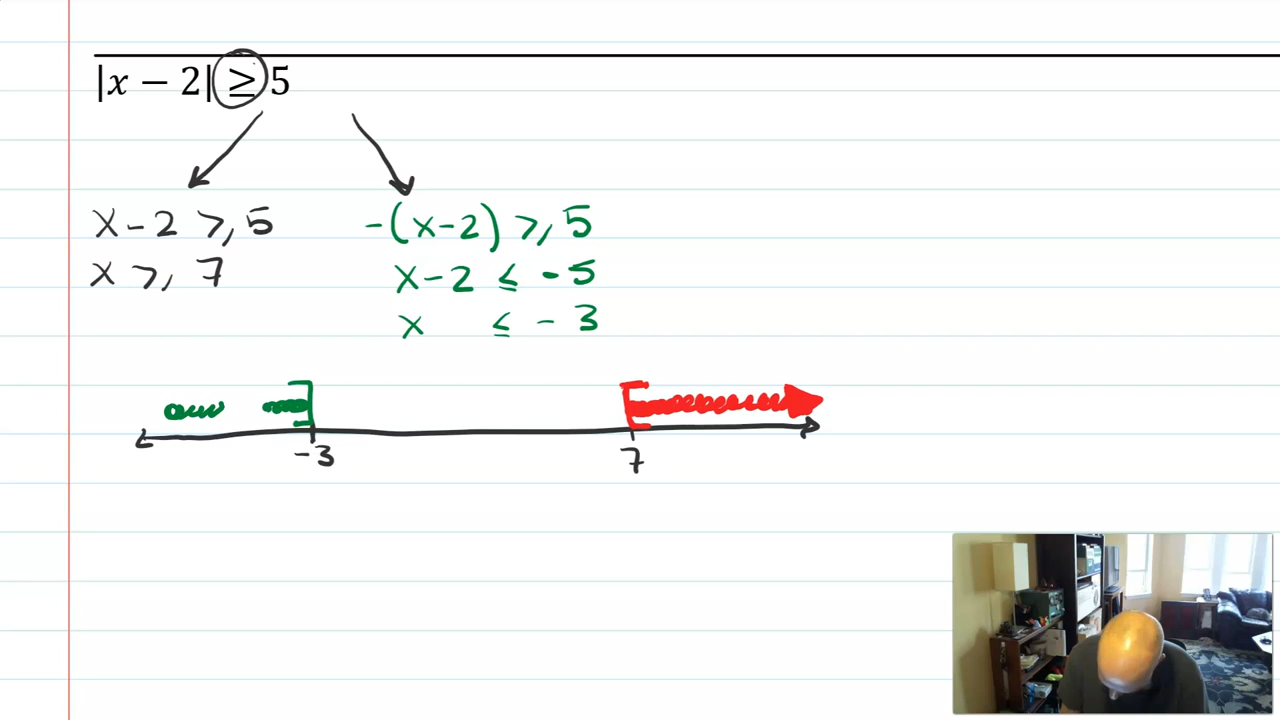 |x − 2| ≥ 5
x - 2 ≥ 5
x ≥ 7
-(x-2) ≥ 5
x - 2 ≤ -5
x ≤ - 3
-3
7